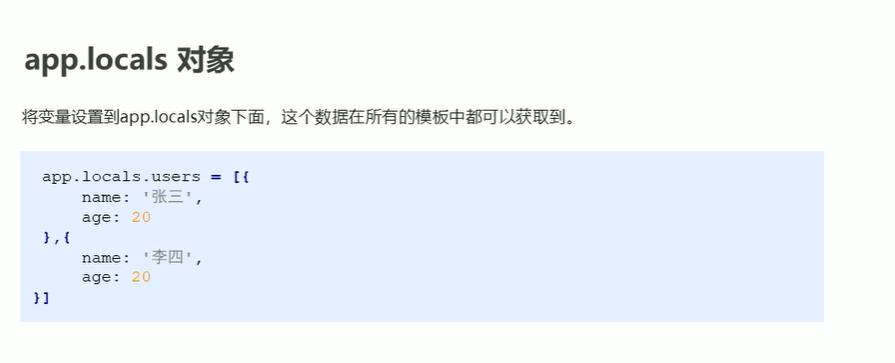 app.locals 对象
将变量设置到app.locals对象下面，这个数据在所有的模板中都可以获取到。
app.locals.users = [{
name: '张三',
age: 20
},{
name: '李四',
age: 20
}]